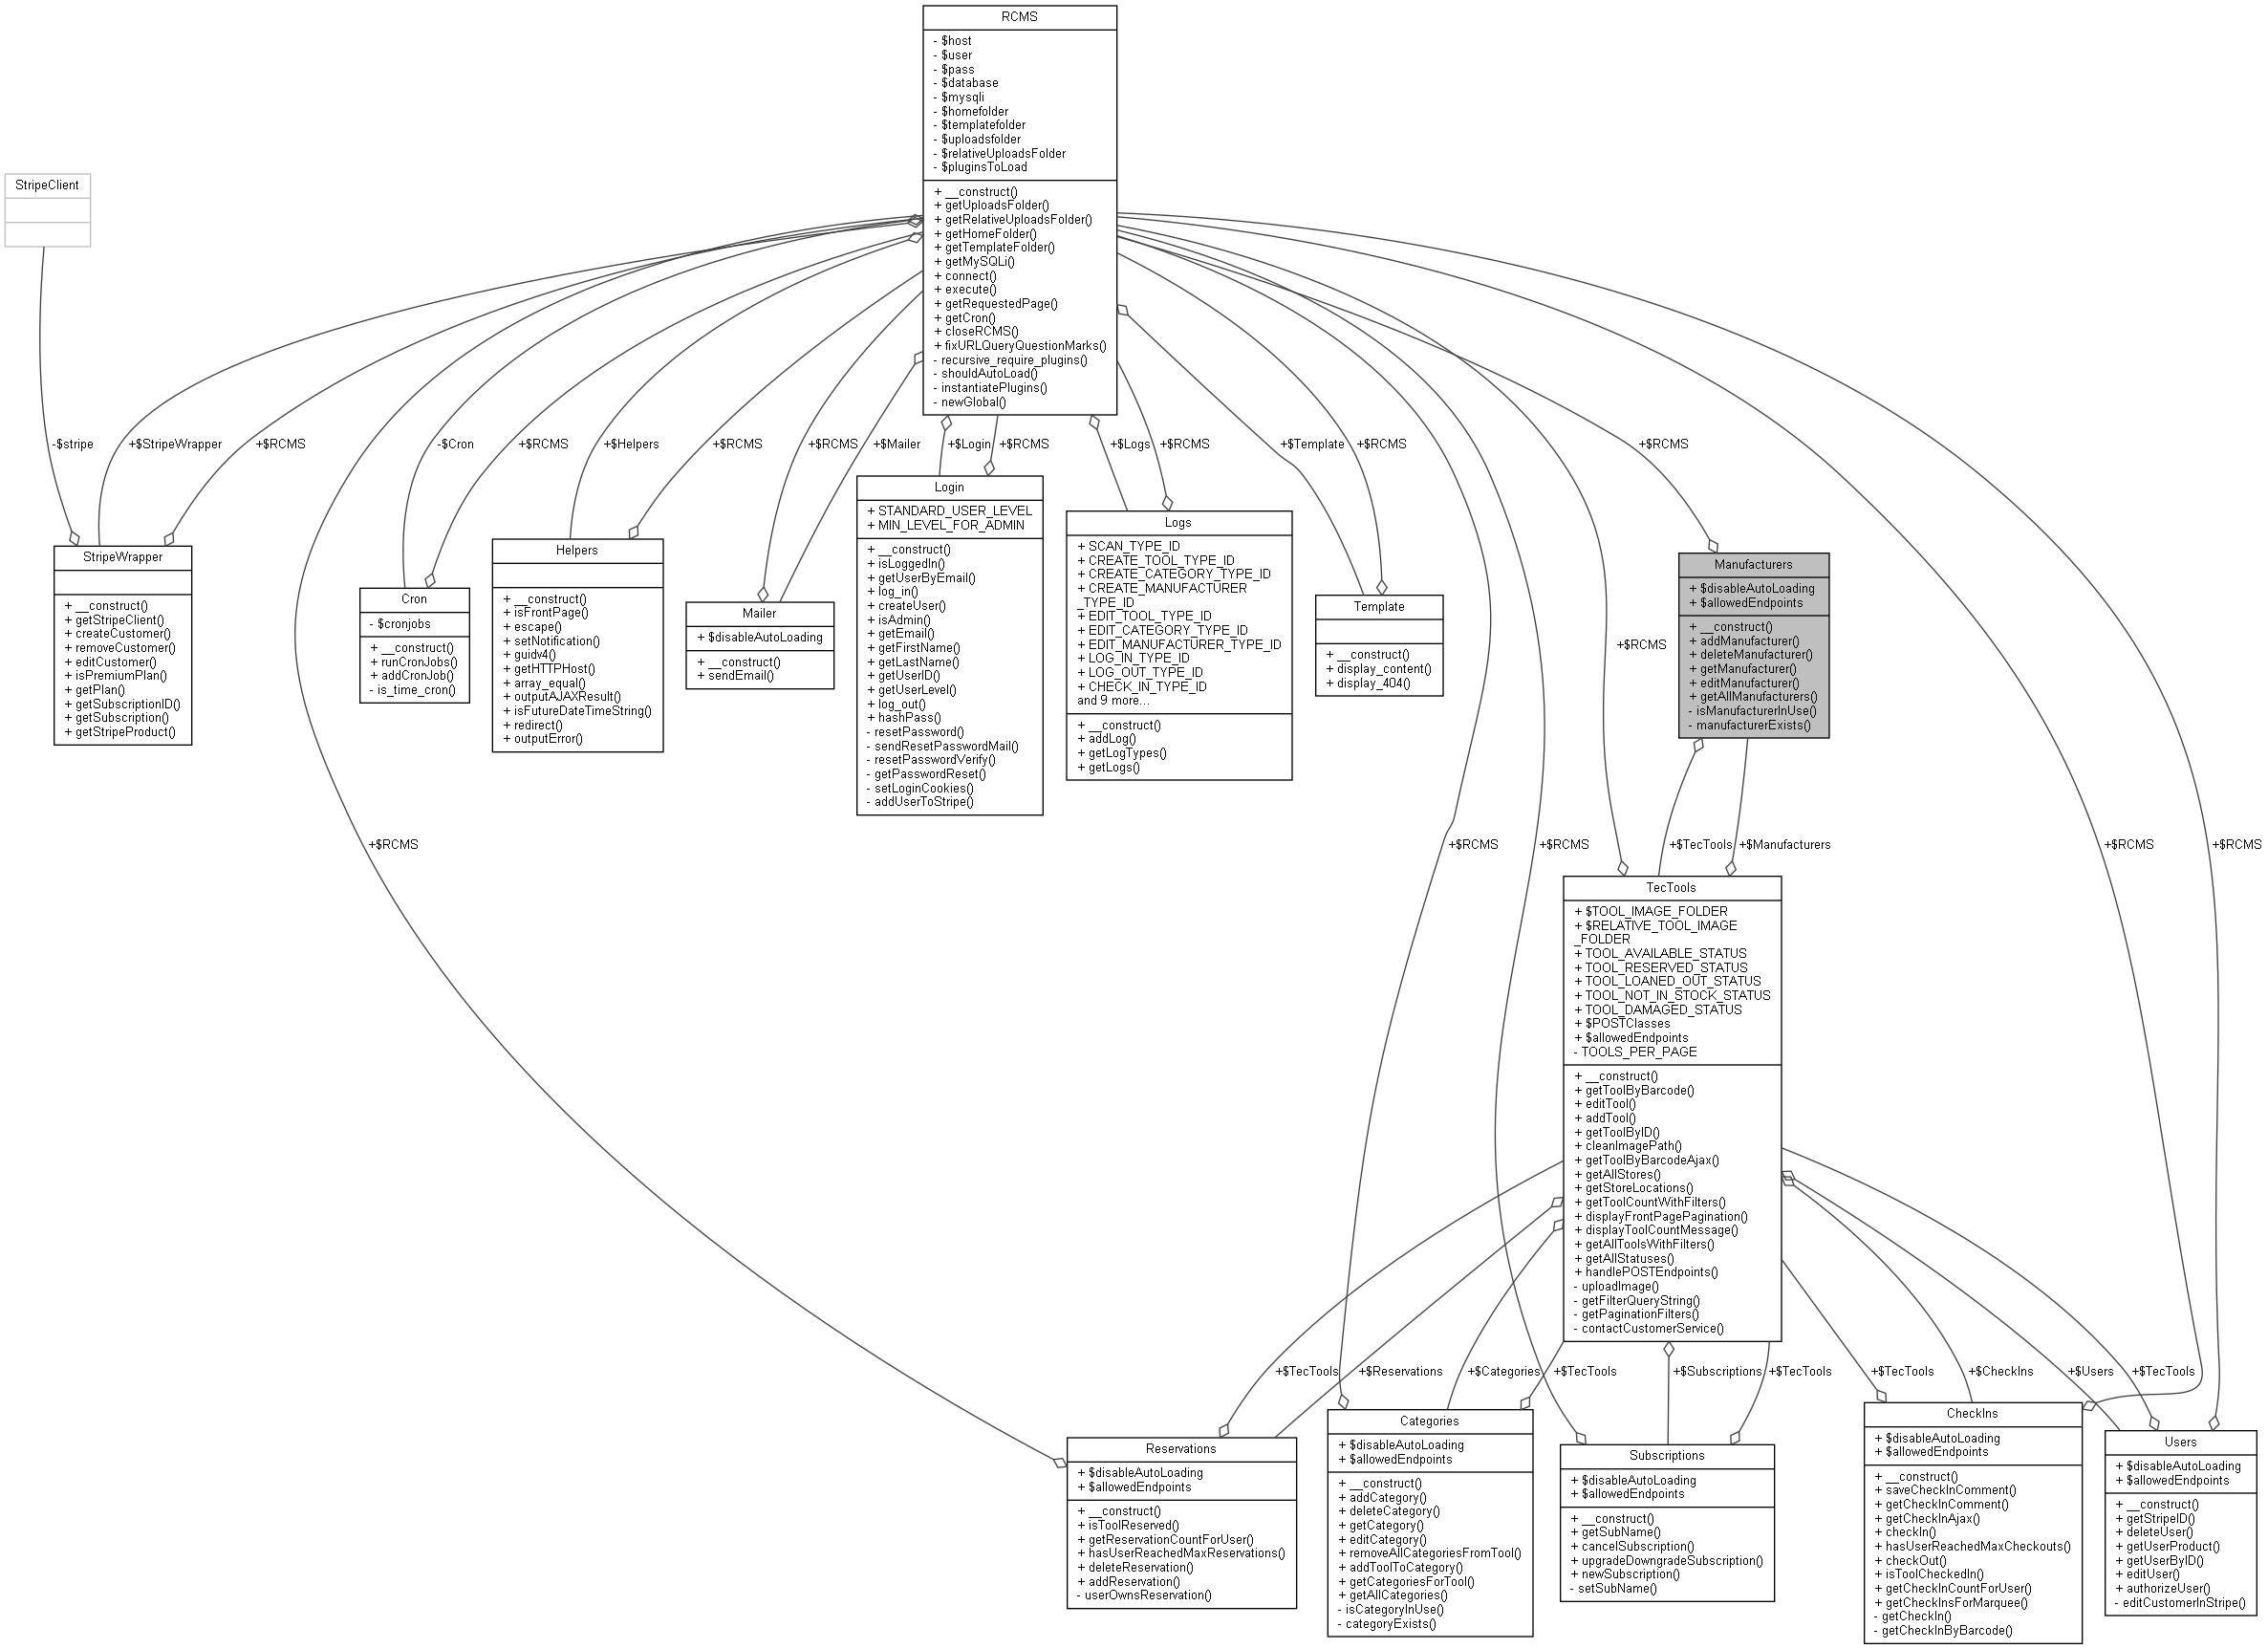 RCMS
- $host
- $user
- $pass
- $database
- $mysqli
- $homefolder
- $templatefolder
- $uploadsfolder
- $relativeUploadsFolder
- $pluginsToLoad
+ __construct()
+ getUploadsFolder()
+ getRelativeUploadsFolder()
+ getHomeFolder()
+ getTemplateFolder()
+ getMySQLi()
+ connect()
+ execute()
+ getRequestedPage()
+ getCron()
+ closeRCMS()
+ fixURLQueryQuestionMarks()
- recursive_require_plugins()
- shouldAutoLoad()
- instantiatePlugins()
- newGlobal()
StripeClient
-$stripe
+$StripeWrapper
+$RCMS
-$Cron
+$RCMS
+$Helpers
+$RCMS
+$RCMS
+$Mailer
+$Login
+$RCMS
+$Logs
+$RCMS
+$Template
+$RCMS
+$RCMS
StripeWrapper
+ __construct()
+ getStripeClient()
+ createCustomer()
+ removeCustomer()
+ editCustomer()
+ isPremiumPlan()
+ getPlan()
+ getSubscriptionID()
+ getSubscription()
+ getStripeProduct()
Cron
- $cronjobs
+ __construct()
+ runCronJobs()
+ addCronJob()
- is_time_cron()
Helpers
+ __construct()
+ isFrontPage()
+ escape()
+ setNotification()
+ guidv4()
+ getHTTPHost()
+ array_equal()
+ outputAJAXResult()
+ isFutureDateTimeString()
+ redirect()
+ outputError()
Mailer
+ $disableAutoLoading
+ __construct()
+ sendEmail()
Login
+ STANDARD_USER_LEVEL
+ MIN_LEVEL_FOR_ADMIN
+ __construct()
+ isLoggedIn()
+ getUserByEmail()
+ log_in()
+ createUser()
+ isAdmin()
+ getEmail()
+ getFirstName()
+ getLastName()
+ getUserID()
+ getUserLevel()
+ log_out()
+ hashPass()
- resetPassword()
- sendResetPasswordMail()
- resetPasswordVerify()
- getPasswordReset()
- setLoginCookies()
- addUserToStripe()
Logs
+ SCAN_TYPE_ID
+ CREATE_TOOL_TYPE_ID
+ CREATE_CATEGORY_TYPE_ID
+ CREATE_MANUFACTURER
_TYPE_ID
+ EDIT_TOOL_TYPE_ID
+ EDIT_CATEGORY_TYPE_ID
+ EDIT_MANUFACTURER_TYPE_ID
+ LOG_IN_TYPE_ID
+ LOG_OUT_TYPE_ID
+ CHECK_IN_TYPE_ID
and 9 more...
+ __construct()
+ addLog()
+ getLogTypes()
+ getLogs()
Template
+ __construct()
+ display_content()
+ display_404()
Manufacturers
+ $disableAutoLoading
+ $allowedEndpoints
+ __construct()
+ addManufacturer()
+ deleteManufacturer()
+ getManufacturer()
+ editManufacturer()
+ getAllManufacturers()
- isManufacturerInUse()
- manufacturerExists()
+$RCMS
+$RCMS
+$RCMS
+$RCMS
+$TecTools
+$Manufacturers
+$RCMS
+$RCMS
TecTools
+ $TOOL_IMAGE_FOLDER
+ $RELATIVE_TOOL_IMAGE
_FOLDER
+ TOOL_AVAILABLE_STATUS
+ TOOL_RESERVED_STATUS
+ TOOL_LOANED_OUT_STATUS
+ TOOL_NOT_IN_STOCK_STATUS
+ TOOL_DAMAGED_STATUS
+ $POSTClasses
+ $allowedEndpoints
- TOOLS_PER_PAGE
+ __construct()
+ getToolByBarcode()
+ editTool()
+ addTool()
+ getToolByID()
+ cleanImagePath()
+ getToolByBarcodeAjax()
+ getAllStores()
+ getStoreLocations()
+ getToolCountWithFilters()
+ displayFrontPagePagination()
+ displayToolCountMessage()
+ getAllToolsWithFilters()
+ getAllStatuses()
+ handlePOSTEndpoints()
- uploadImage()
- getFilterQueryString()
- getPaginationFilters()
- contactCustomerService()
+$TecTools
+$Reservations
+$Categories
+$TecTools
+$Subscriptions
+$TecTools
+$TecTools
+$CheckIns
+$Users
+$TecTools
Reservations
+ $disableAutoLoading
+ $allowedEndpoints
+ __construct()
+ isToolReserved()
+ getReservationCountForUser()
+ hasUserReachedMaxReservations()
+ deleteReservation()
+ addReservation()
- userOwnsReservation()
Categories
+ $disableAutoLoading
+ $allowedEndpoints
+ __construct()
+ addCategory()
+ deleteCategory()
+ getCategory()
+ editCategory()
+ removeAllCategoriesFromTool()
+ addToolToCategory()
+ getCategoriesForTool()
+ getAllCategories()
- isCategoryInUse()
- categoryExists()
Subscriptions
+ $disableAutoLoading
+ $allowedEndpoints
+ __construct()
+ getSubName()
+ cancelSubscription()
+ upgradeDowngradeSubscription()
+ newSubscription()
- setSubName()
CheckIns
+ $disableAutoLoading
+ $allowedEndpoints
+ __construct()
+ saveCheckInComment()
+ getCheckInComment()
+ getCheckInAjax()
+ checkIn()
+ hasUserReachedMaxCheckouts()
+ checkOut()
+ isToolCheckedIn()
+ getCheckInCountForUser()
+ getCheckInsForMarquee()
- getCheckIn()
- getCheckInByBarcode()
Users
+ $disableAutoLoading
+ $allowedEndpoints
+ __construct()
+ getStripeID()
+ deleteUser()
+ getUserProduct()
+ getUserByID()
+ editUser()
+ authorizeUser()
- editCustomerInStripe()